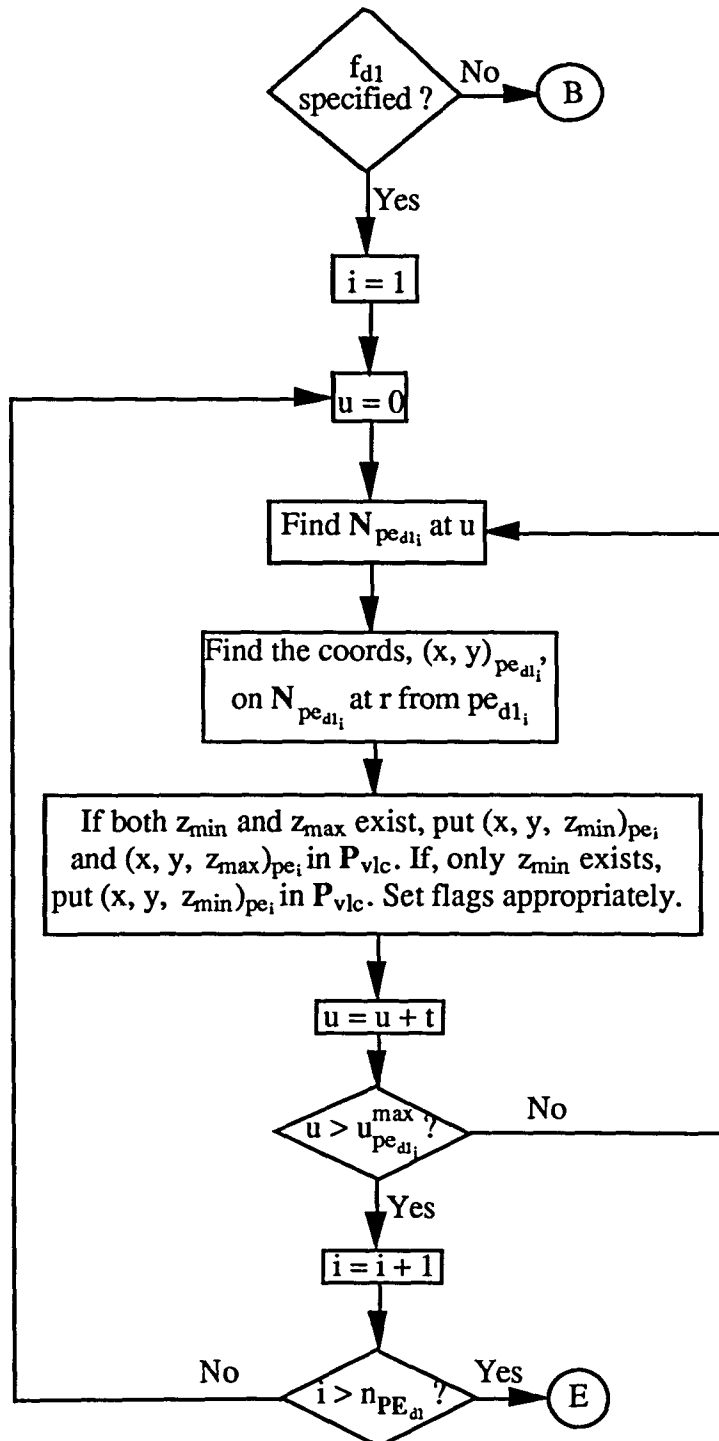 f_d1
specified ?
No
B
Yes
i = 1
u = 0
Find N_pe_d1_i at u
Find the coords, (x, y)_pe_d1_i,
on N_pe_d1_i at r from pe_d1_i
If both z_min and z_max exist, put (x, y, z_min)_pe_i
and (x, y, z_max)_pe_i in P_vlc. If, only z_min exists,
put (x, y, z_min)_pe_i in P_vlc. Set flags appropriately.
u = u + t
u > u_pe_d1_i^max ?
No
Yes
i = i + 1
No
i > n_PE_d1 ?
Yes
E